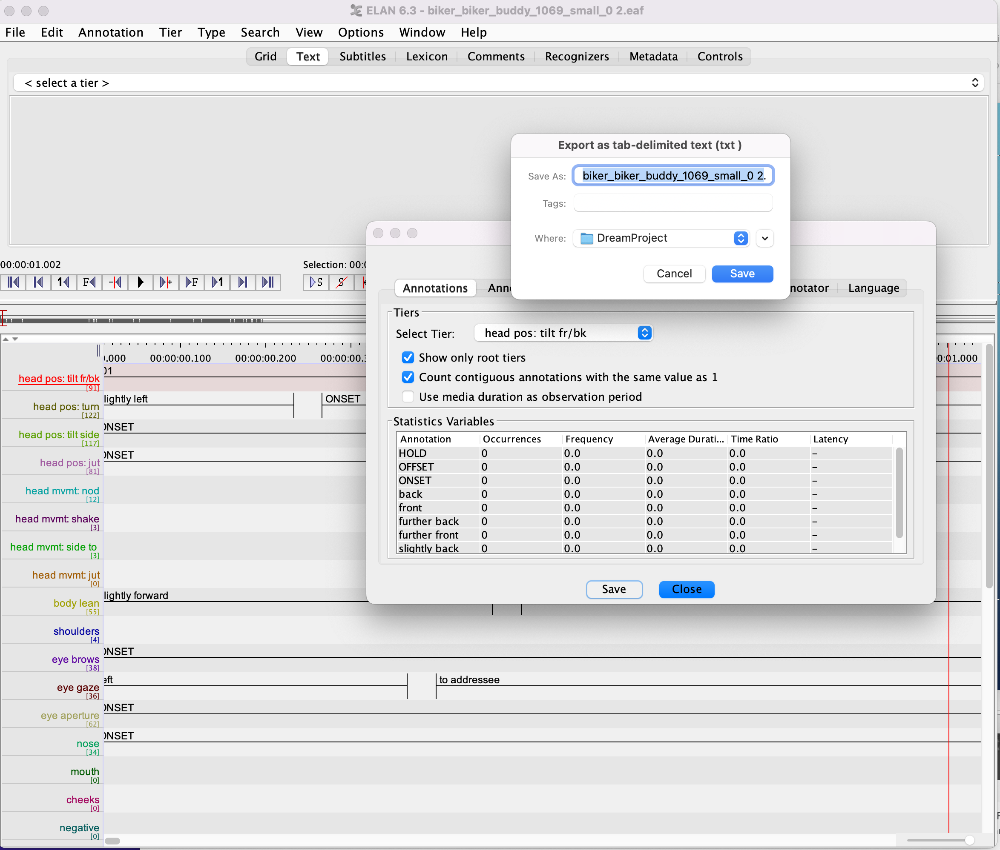 ELAN 6.3 - biker_biker_buddy_1069_small_0 2.eaf
File Edit Annotation Tier Type Search View Options Window Help
Grid Text Subtitles Lexicon Comments Recognizers Metadata Controls
< select a tier >
Export as tab-delimited text (txt )
Save As: biker_biker_buddy_1069_small_0 2.
Tags:
Where: DreamProject
Cancel Save
00:00:01.002
Selection: 00:0
1 F -+ F 1 S S
Annotations Ann notator Language
Tiers
Select Tier: head pos: tilt fr/bk
Show only root tiers
Count contiguous annotations with the same value as 1
Use media duration as observation period
Statistics Variables
Annotation Occurrences Frequency Average Durati... Time Ratio Latency
HOLD 0 0.0 0.0 0.0 –
OFFSET 0 0.0 0.0 0.0 –
ONSET 0 0.0 0.0 0.0 –
back 0 0.0 0.0 0.0 –
front 0 0.0 0.0 0.0 –
further back 0 0.0 0.0 0.0 –
further front 0 0.0 0.0 0.0 –
slightly back 0 0.0 0.0 0.0 –
Save Close
0.000 00:00:00.100 00:00:00.200 00:00:00.3 0:01.000
head pos: tilt fr/bk 01
[91]
head pos: turn lightly left ONSET
[122]
head pos: tilt side ONSET
[117]
head pos: jut ONSET
[81]
head mvmt: nod
[12]
head mvmt: shake
[3]
head mvmt: side to
[3]
head mvmt: jut
[0]
body lean lightly forward
[55]
shoulders
[4]
eye brows ONSET
[38]
eye gaze eft to addressee
[36]
eye aperture ONSET
[62]
nose ONSET
[34]
mouth
[0]
cheeks
[0]
negative
[0]